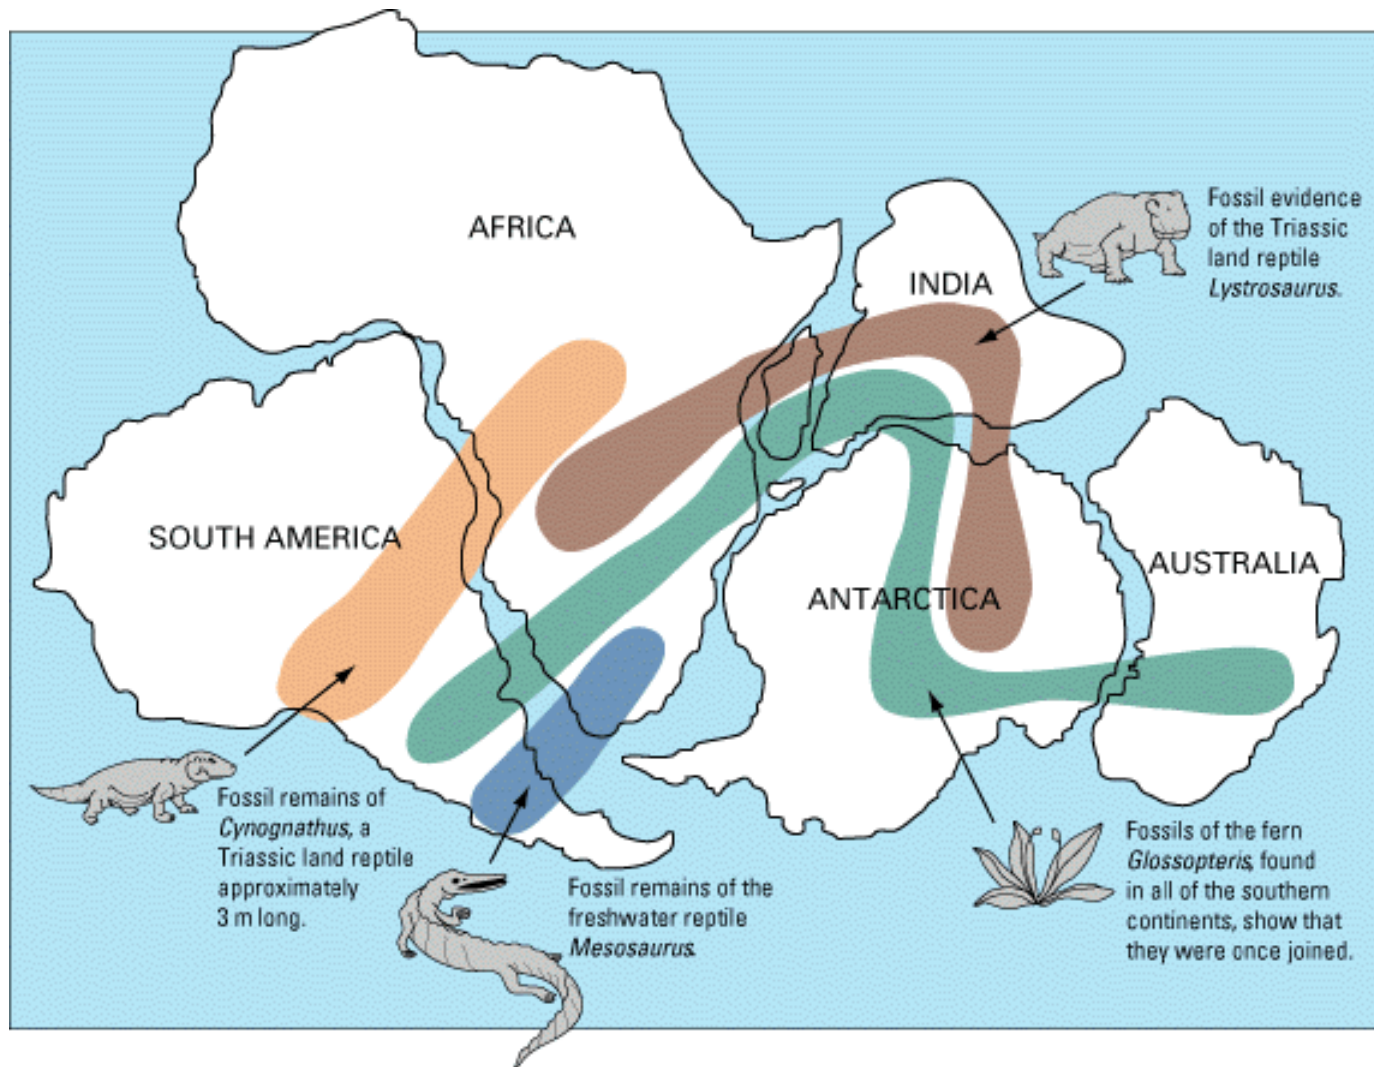 AFRICA
INDIA
Fossil evidence
of the Triassic
land reptile
Lystrosaurus.
SOUTH AMERICA
ANTARCTICA
AUSTRALIA
Fossil remains of
Cynognathus, a
Triassic land reptile
approximately
3 m long.
Fossil remains of the
freshwater reptile
Mesosaurus.
Fossils of the fern
Glossopteris, found
in all of the southern
continents, show that
they were once joined.